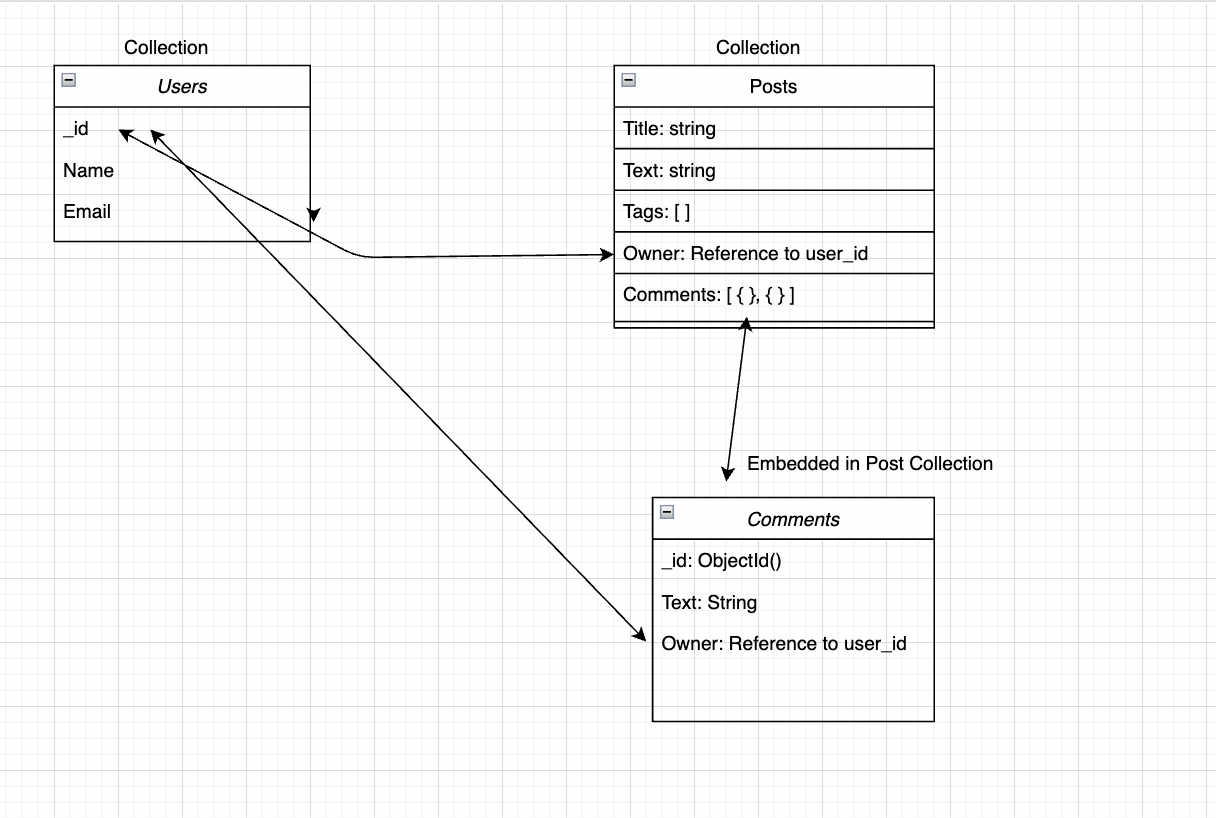 Collection
Users
_id
Name
Email
Collection
Posts
Title: string
Text: string
Tags: [ ]
Owner: Reference to user_id
Comments: [ { }, { } ]
Embedded in Post Collection
Comments
_id: ObjectId()
Text: String
Owner: Reference to user_id